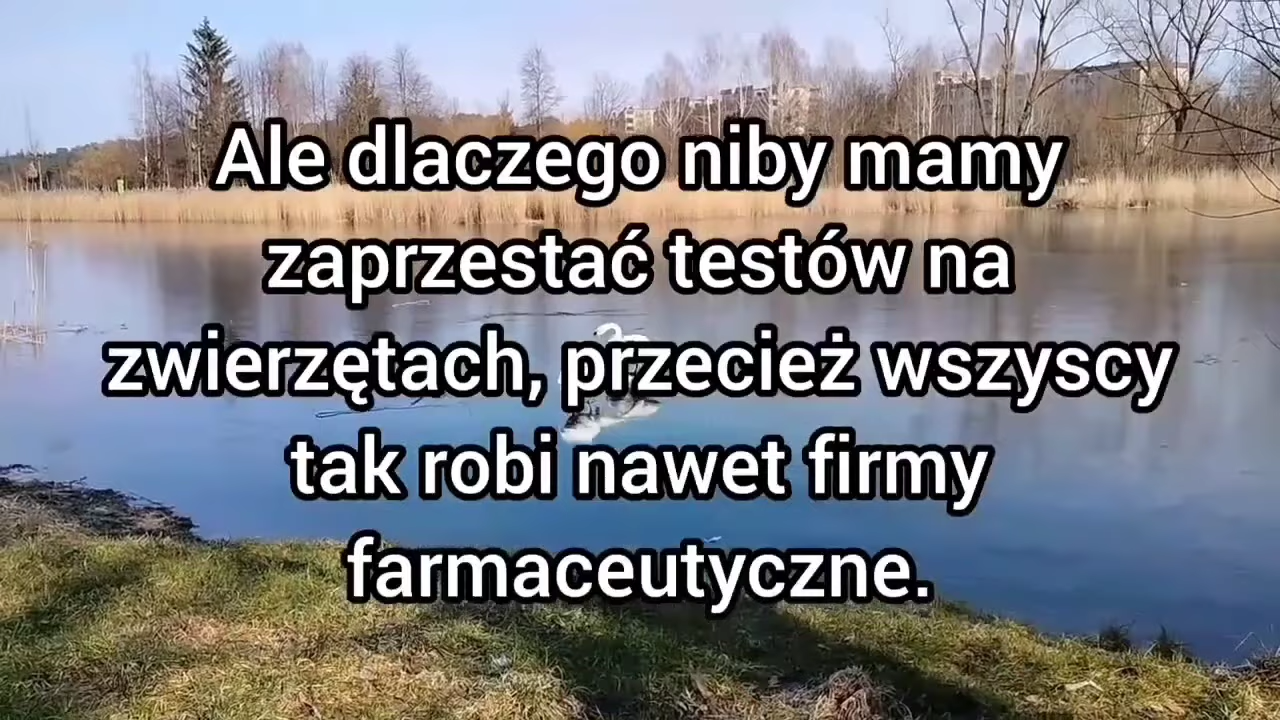 Ale dlaczego niby mamy
zaprzestać testów na
zwierzętach, przecież wszyscy
tak robi nawet firmy
farmaceutyczne.